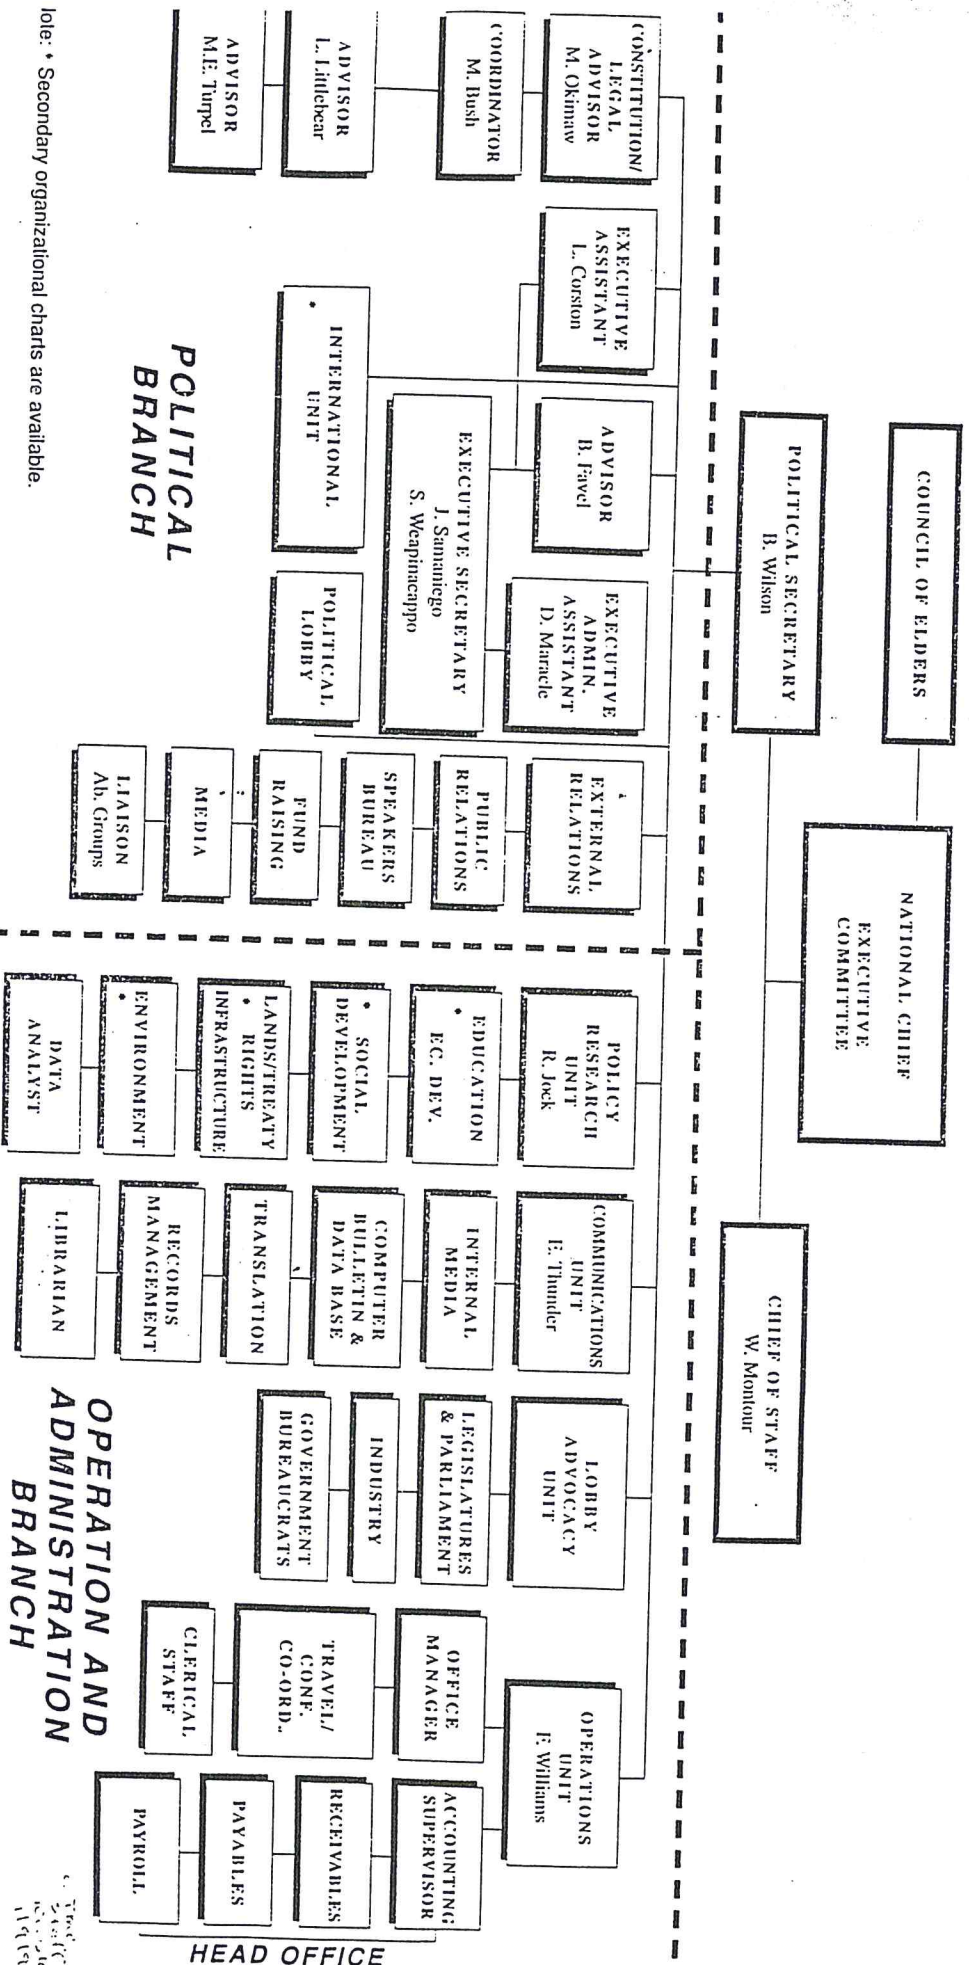 COUNCIL OF ELDERS
NATIONAL CHIEF
EXECUTIVE
COMMITTEE
POLITICAL SECRETARY
B. Wilson
CHIEF OF STAFF
W. Montour
CONSTITUTION/
LEGAL
ADVISOR
M. Okimaw
COORDINATOR
M. Bush
ADVISOR
L. Littlebear
ADVISOR
M.E. Turpel
EXECUTIVE
ASSISTANT
L. Corston
ADVISOR
B. Favel
EXECUTIVE
ADMIN.
ASSISTANT
D. Maracle
EXECUTIVE SECRETARY
J. Samaniego
S. Weapinacappo
INTERNATIONAL
* UNIT
POLITICAL
LOBBY
EXTERNAL
RELATIONS
PUBLIC
RELATIONS
SPEAKERS
BUREAU
FUND
RAISING
MEDIA
LIAISON
Ab. Groups
POLITICAL
BRANCH
POLICY
RESEARCH
UNIT
R. Jock
EDUCATION
* EC. DEV.
* SOCIAL
DEVELOPMENT
LANDS/TREATY
* RIGHTS
INFRASTRUCTURE
ENVIRONMENT
*
DATA
ANALYST
COMMUNICATIONS
UNIT
E. Thunder
INTERNAL
MEDIA
COMPUTER
BULLETIN &
DATA BASE
TRANSLATION
RECORDS
MANAGEMENT
LIBRARIAN
LOBBY
ADVOCACY
UNIT
LEGISLATURES
& PARLIAMENT
INDUSTRY
GOVERNMENT
BUREAUCRATS
OPERATIONS
UNIT
F. Williams
OFFICE
MANAGER
TRAVEL/
CONF.
CO-ORD..
CLERICAL
STAFF
ACCOUNTING
SUPERVISOR
RECEIVABLES
PAYABLES
PAYROLL
HEAD OFFICE
OPERATION AND
ADMINISTRATION
BRANCH
lote: * Secondary organizational charts are available.